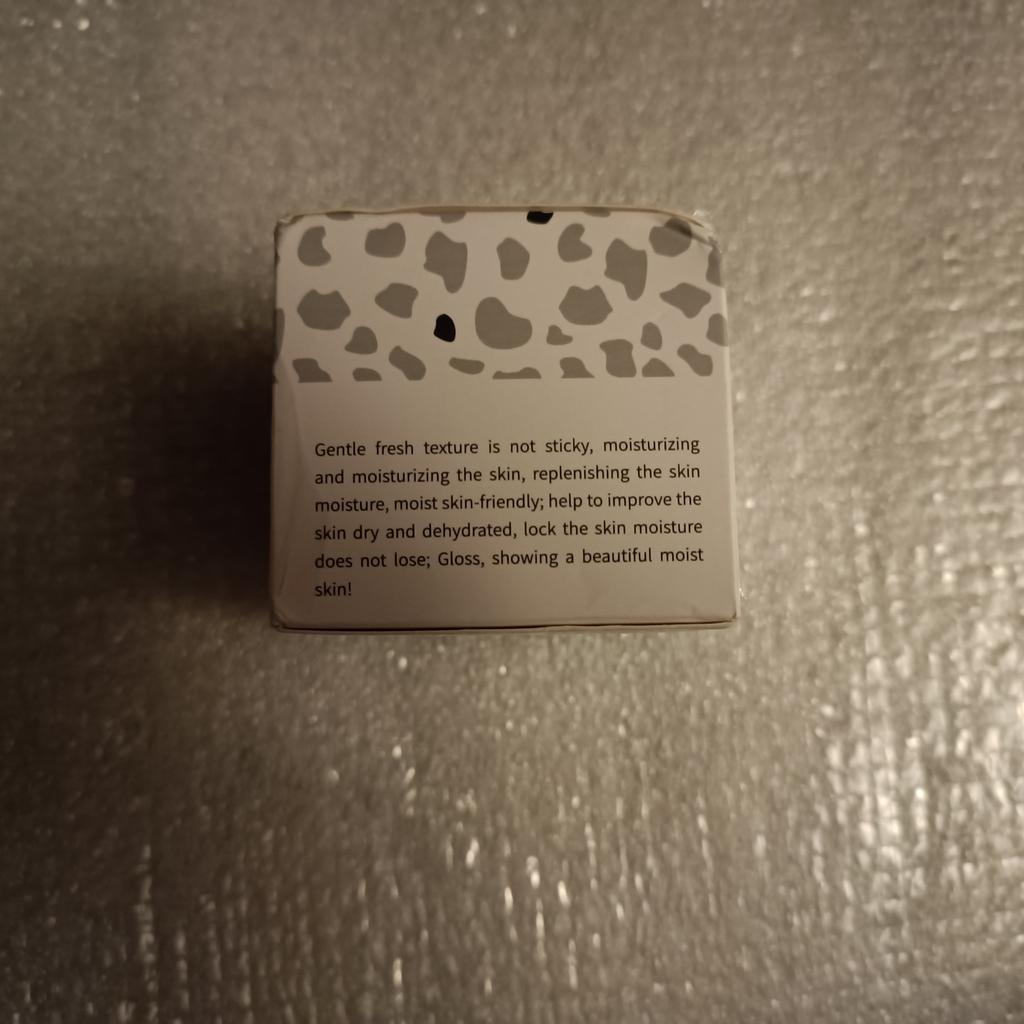 Gentle fresh texture is not sticky, moisturizing
and moisturizing the skin, replenishing the skin
moisture, moist skin-friendly; help to improve the
skin dry and dehydrated, lock the skin moisture
does not lose; Gloss, showing a beautiful moist
skin!